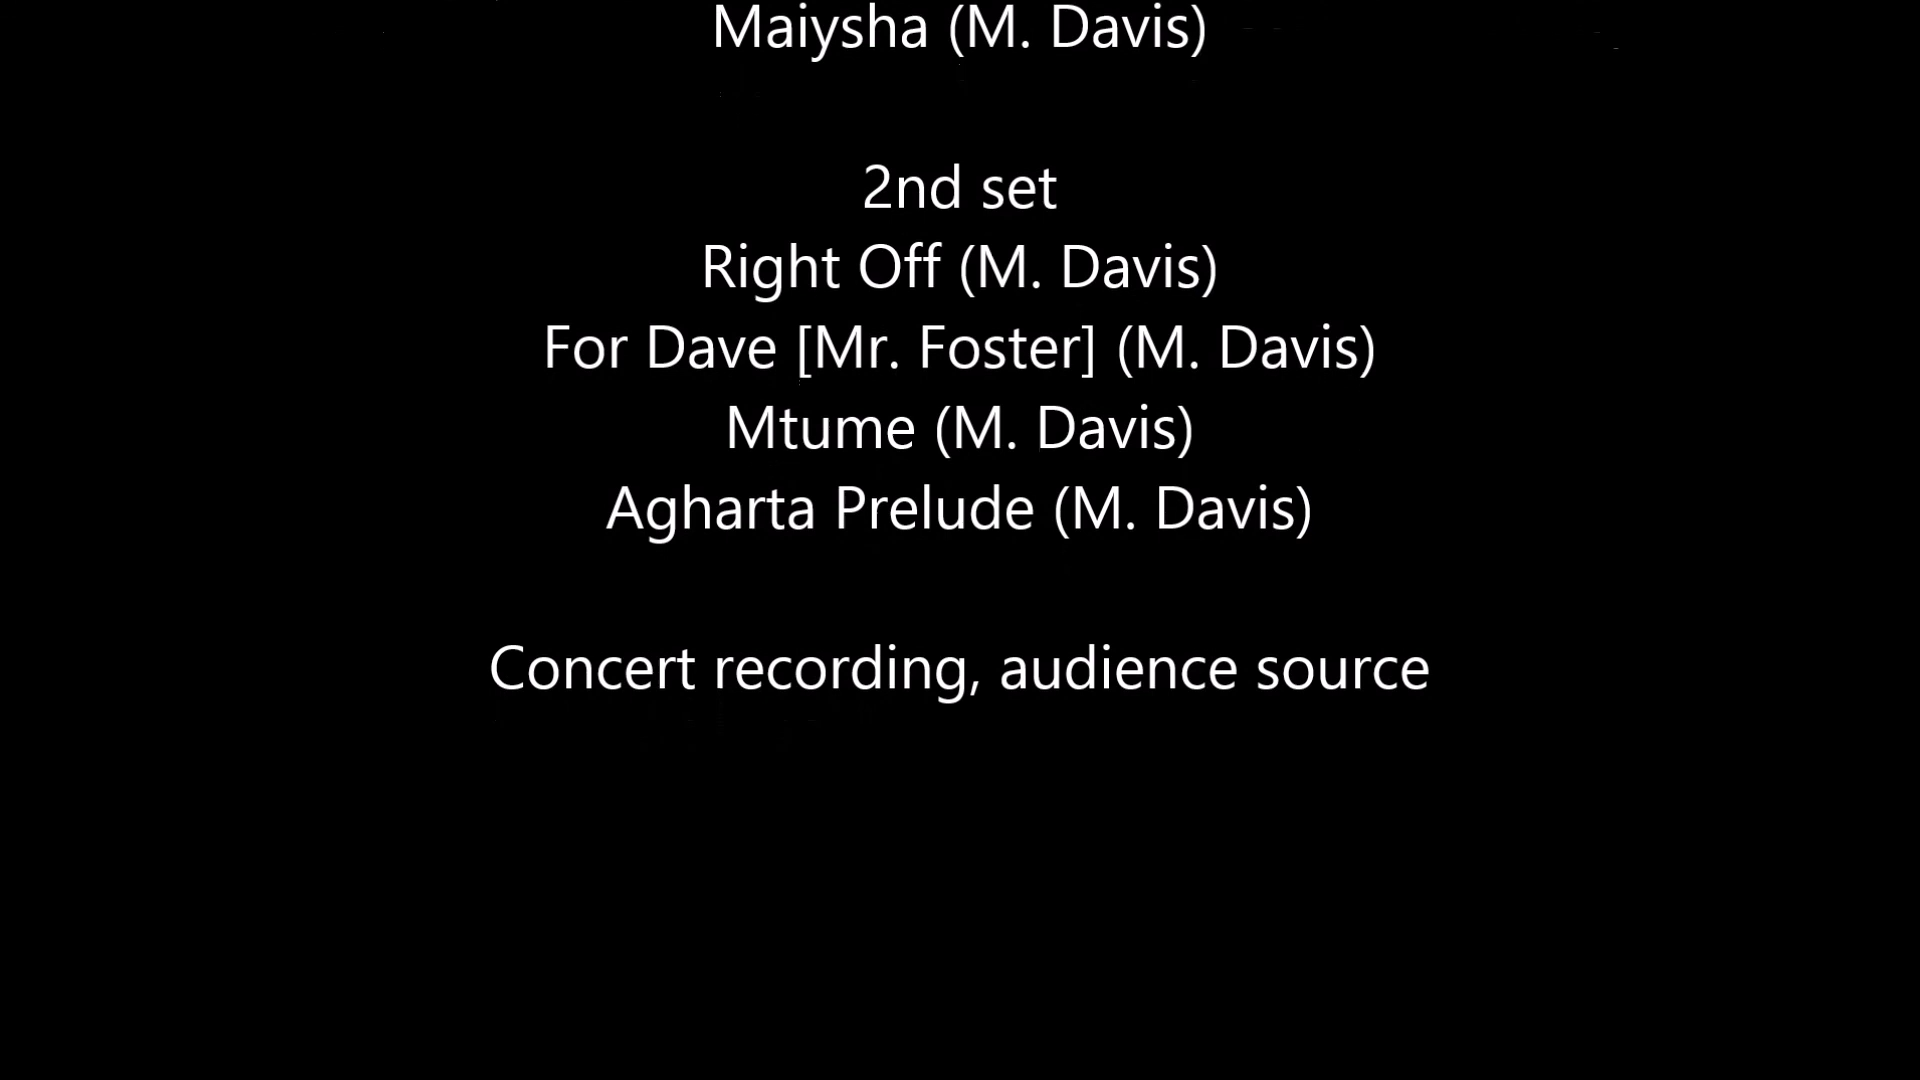 Maiysha (M. Davis)
2nd set
Right Off (M. Davis)
For Dave [Mr. Foster] (M. Davis)
Mtume (M. Davis)
Agharta Prelude (M. Davis)
Concert recording, audience source